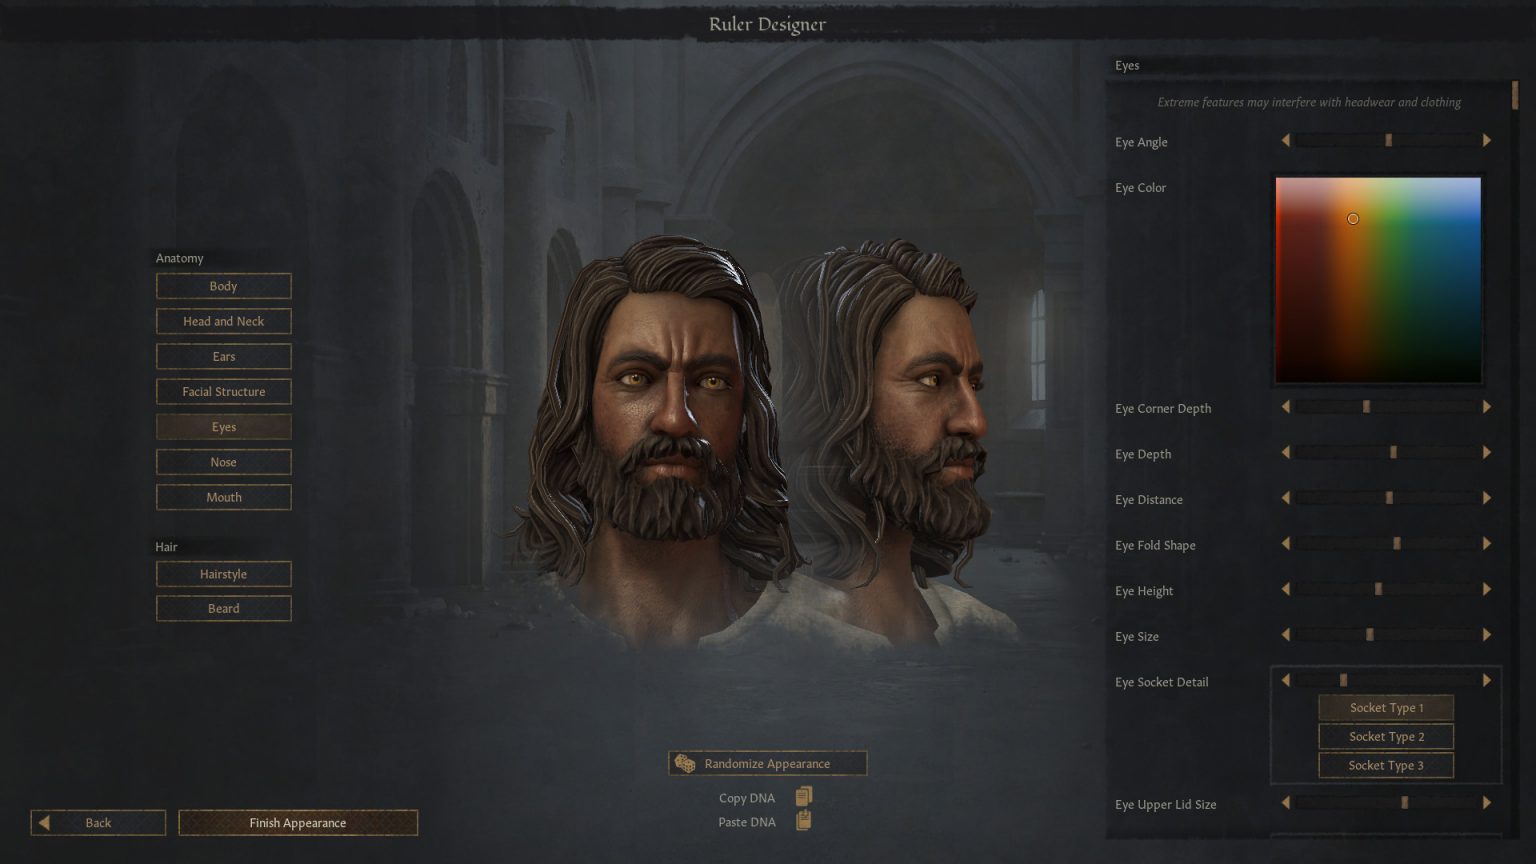 Ruler Designer
Anatomy
Body
Head and Neck
Ears
Facial Structure
Eyes
Nose
Mouth
Hair
Hairstyle
Beard
Back
Finish Appearance
Randomize Appearance
Copy DNA
Paste DNA
Eyes
Extreme features may interfere with headwear and clothing
Eye Angle
Eye Color
Eye Corner Depth
Eye Depth
Eye Distance
Eye Fold Shape
Eye Height
Eye Size
Eye Socket Detail
Socket Type 1
Socket Type 2
Socket Type 3
Eye Upper Lid Size